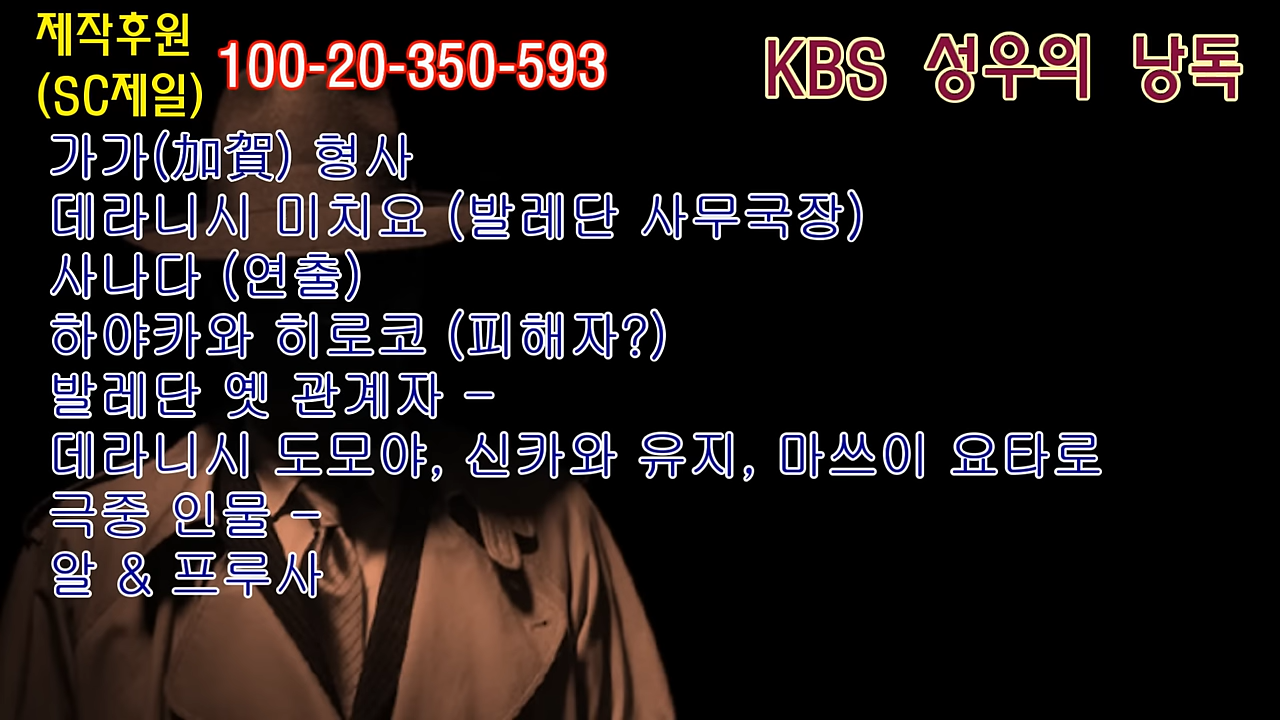 제작후원
(SC제일)
100-20-350-593
KBS 성우의 낭독
가가(加賀) 형사
데라니시 미치요 (발레단 사무국장)
사나다 (연출)
하야카와 히로코 (피해자?)
발레단 옛 관계자 -
데라니시 도모야, 신카와 유지, 마쓰이 요타로
극중 인물 -
알 & 프루사